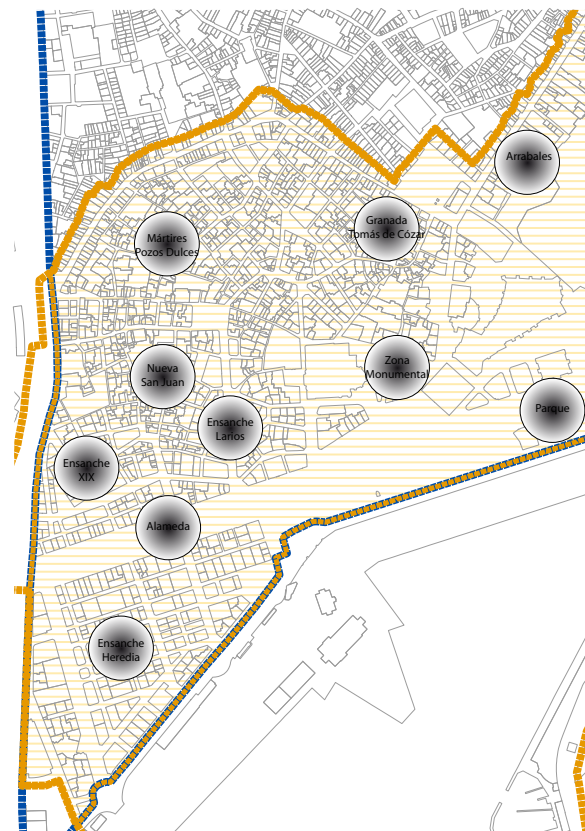 Arrabales
Granada
Tomás de Cózar
Mártires
Pozos Dulces
Zona
Monumental
Nueva
San Juan
Parque
Ensanche
Larios
Ensanche
XIX
Alameda
Ensanche
Heredia